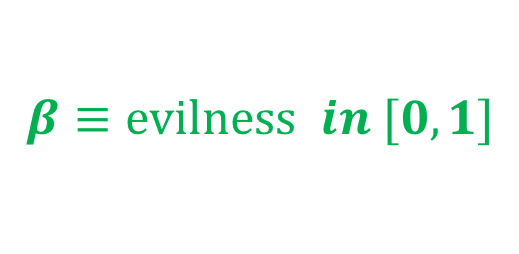 β ≡ evilness in [0, 1]